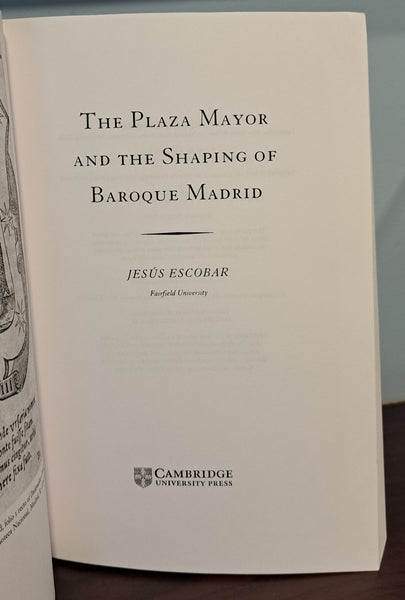 THE PLAZA MAYOR
AND THE SHAPING OF
BAROQUE MADRID
JESÚS ESCOBAR
Fairfield University
CAMBRIDGE
UNIVERSITY PRESS